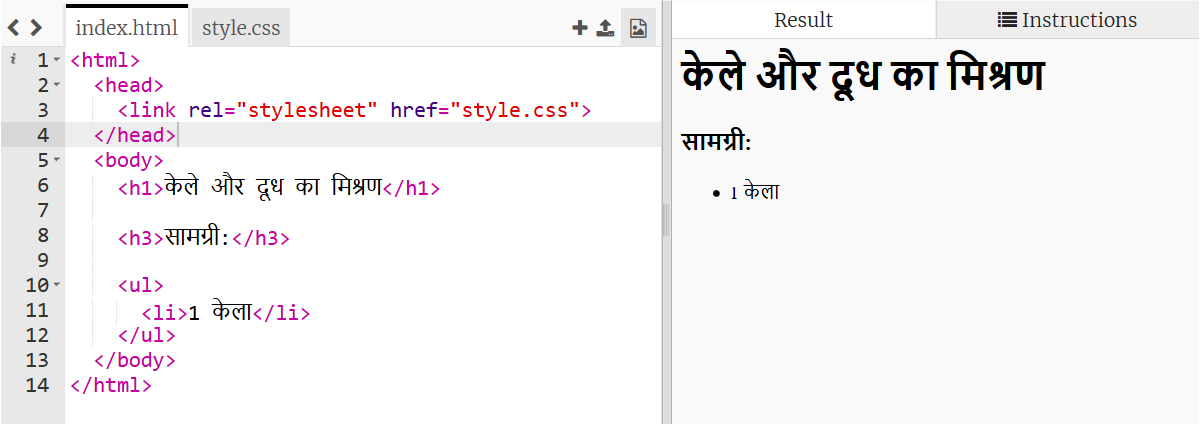 index.html style.css
1 <html>
2   <head>
3     <link rel="stylesheet" href="style.css">
4   </head>
5   <body>
6     <h1>केले और दूध का मिश्रण</h1>
7
8     <h3>सामग्री:</h3>
9
10     <ul>
11       <li>1 केला</li>
12     </ul>
13   </body>
14 </html>
Result Instructions
केले और दूध का मिश्रण
सामग्री:
• 1 केला